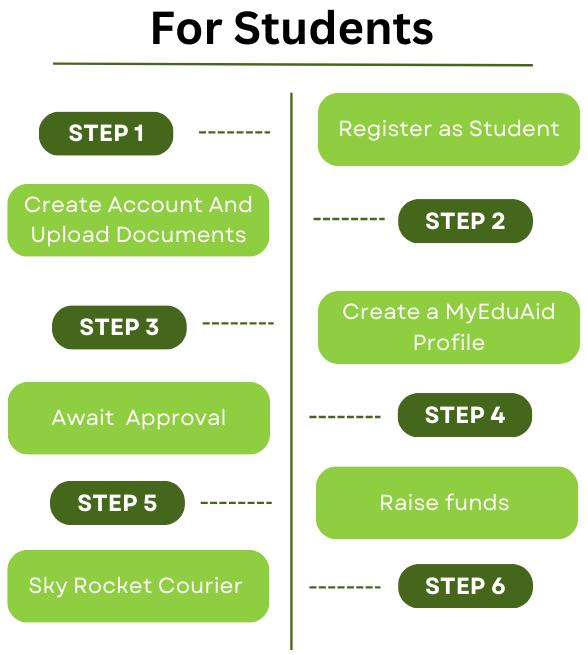 For Students
STEP 1
Register as Student
Create Account And
Upload Documents
STEP 2
STEP 3
Create a MyEduAid
Profile
Await Approval
STEP 4
STEP 5
Raise funds
Sky Rocket Courier
STEP 6